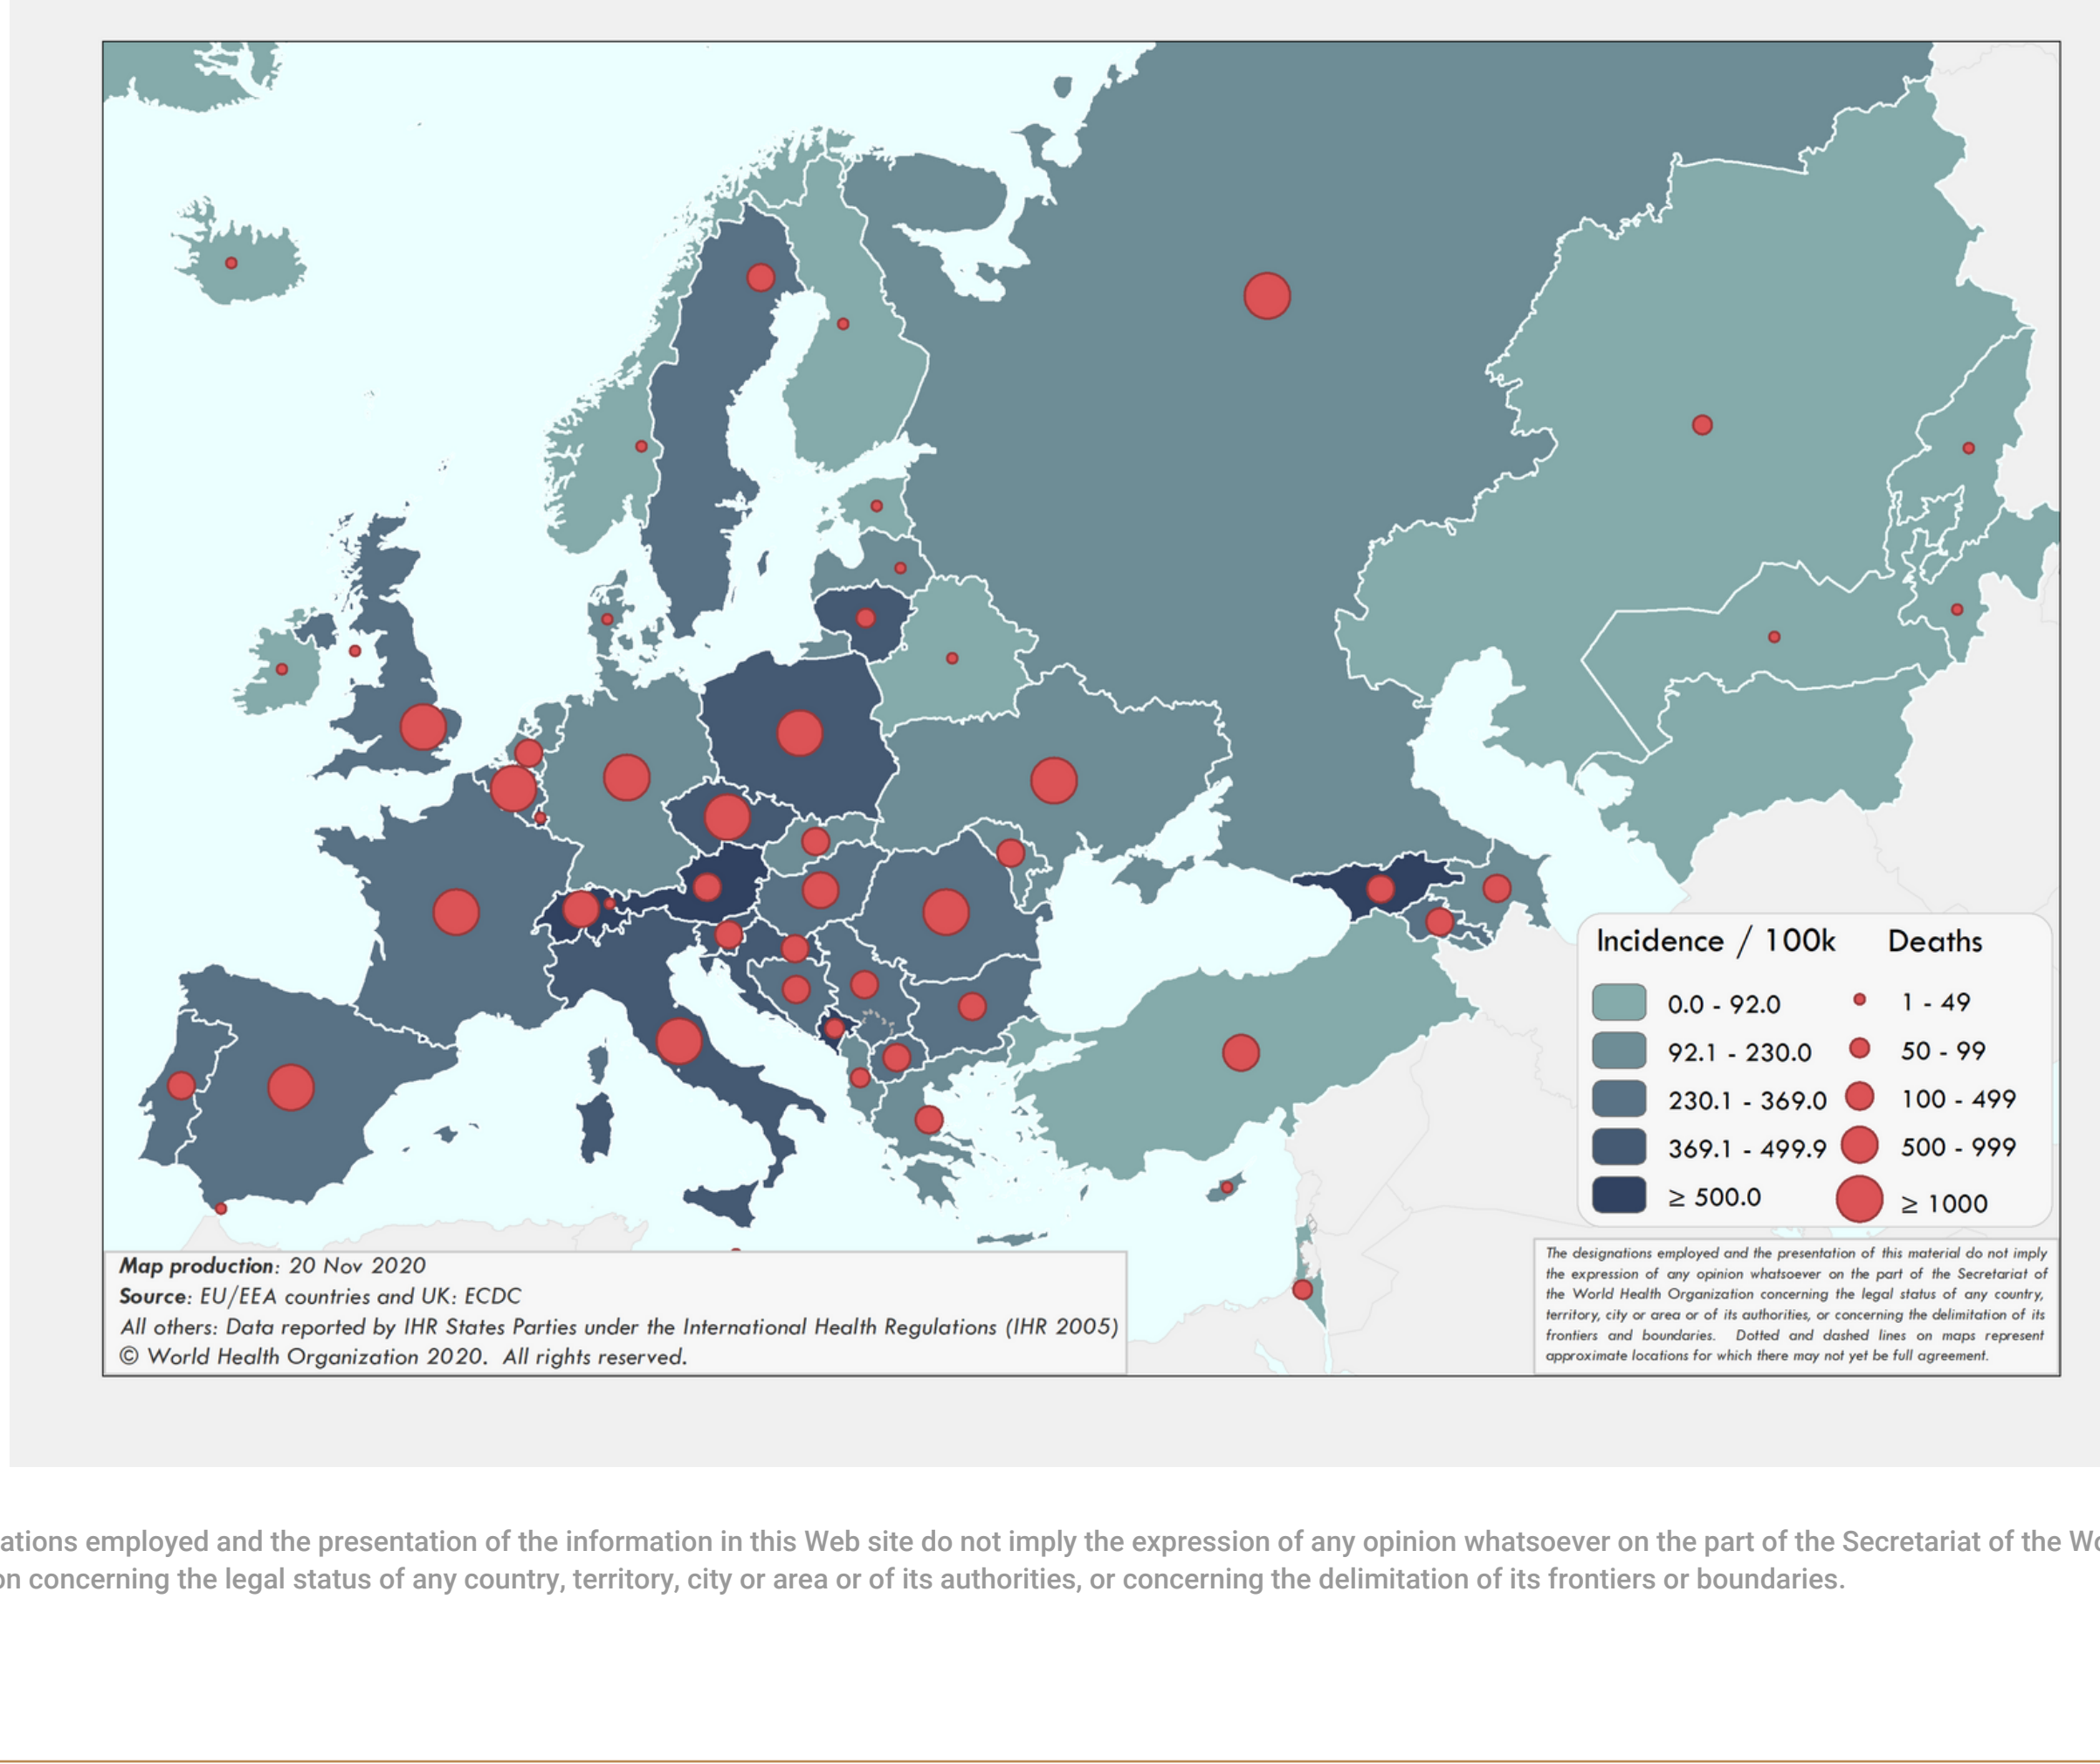 Incidence / 100k Deaths
0.0 - 92.0 1 - 49
92.1 - 230.0 50 - 99
230.1 - 369.0 100 - 499
369.1 - 499.9 500 - 999
≥ 500.0 ≥ 1000
Map production: 20 Nov 2020
Source: EU/EEA countries and UK: ECDC
All others: Data reported by IHR States Parties under the International Health Regulations (IHR 2005)
© World Health Organization 2020. All rights reserved.
The designations employed and the presentation of this material do not imply
the expression of any opinion whatsoever on the part of the Secretariat of
the World Health Organization concerning the legal status of any country,
territory, city or area or of its authorities, or concerning the delimitation of its
frontiers and boundaries. Dotted and dashed lines on maps represent
approximate locations for which there may not yet be full agreement.
ations employed and the presentation of the information in this Web site do not imply the expression of any opinion whatsoever on the part of the Secretariat of the Wo
on concerning the legal status of any country, territory, city or area or of its authorities, or concerning the delimitation of its frontiers or boundaries.